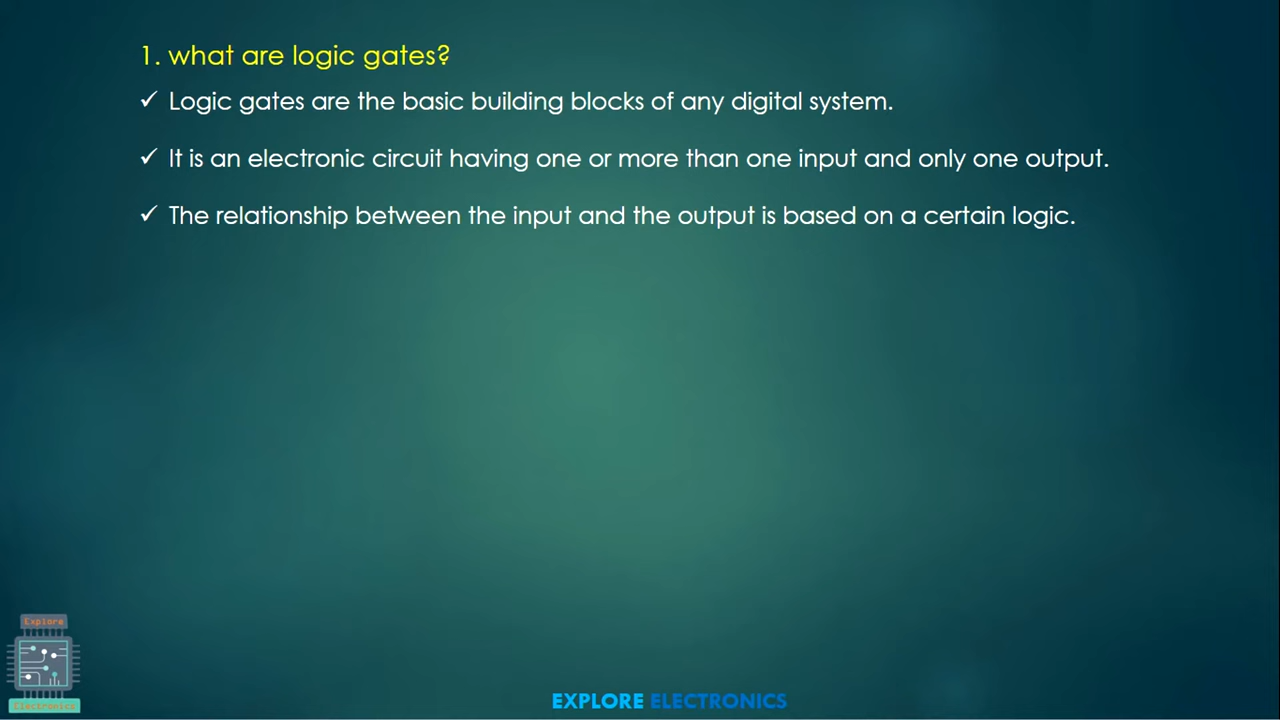 1. what are logic gates?
✓ Logic gates are the basic building blocks of any digital system.
✓ It is an electronic circuit having one or more than one input and only one output.
✓ The relationship between the input and the output is based on a certain logic.
Explore
Electronics
EXPLORE ELECTRONICS